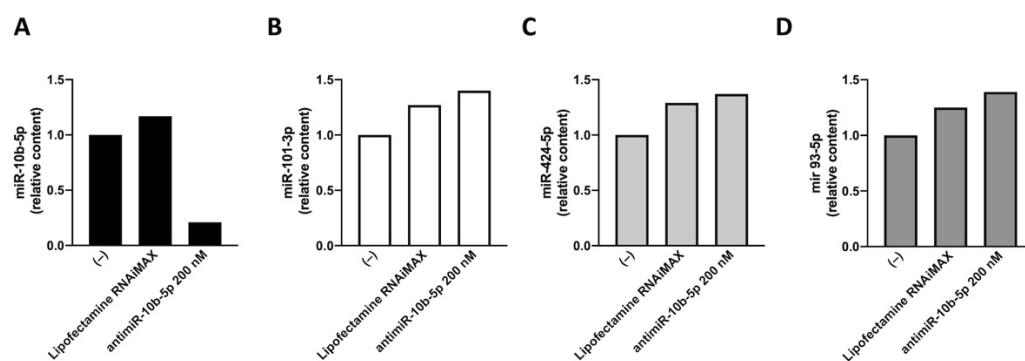 A
B
C
D
miR-10b-5p
(relative content)
1.5
1.0
0.5
0.0
(–)
Lipofectamine RNAiMAX
antimiR-10b-5p 200 nM
miR-101-3p
(relative content)
1.5
1.0
0.5
0.0
(–)
Lipofectamine RNAiMAX
antimiR-10b-5p 200 nM
miR-424-5p
(relative content)
1.5
1.0
0.5
0.0
(–)
Lipofectamine RNAiMAX
antimiR-10b-5p 200 nM
mir 93-5p
(relative content)
1.5
1.0
0.5
0.0
(–)
Lipofectamine RNAiMAX
antimiR-10b-5p 200 nM